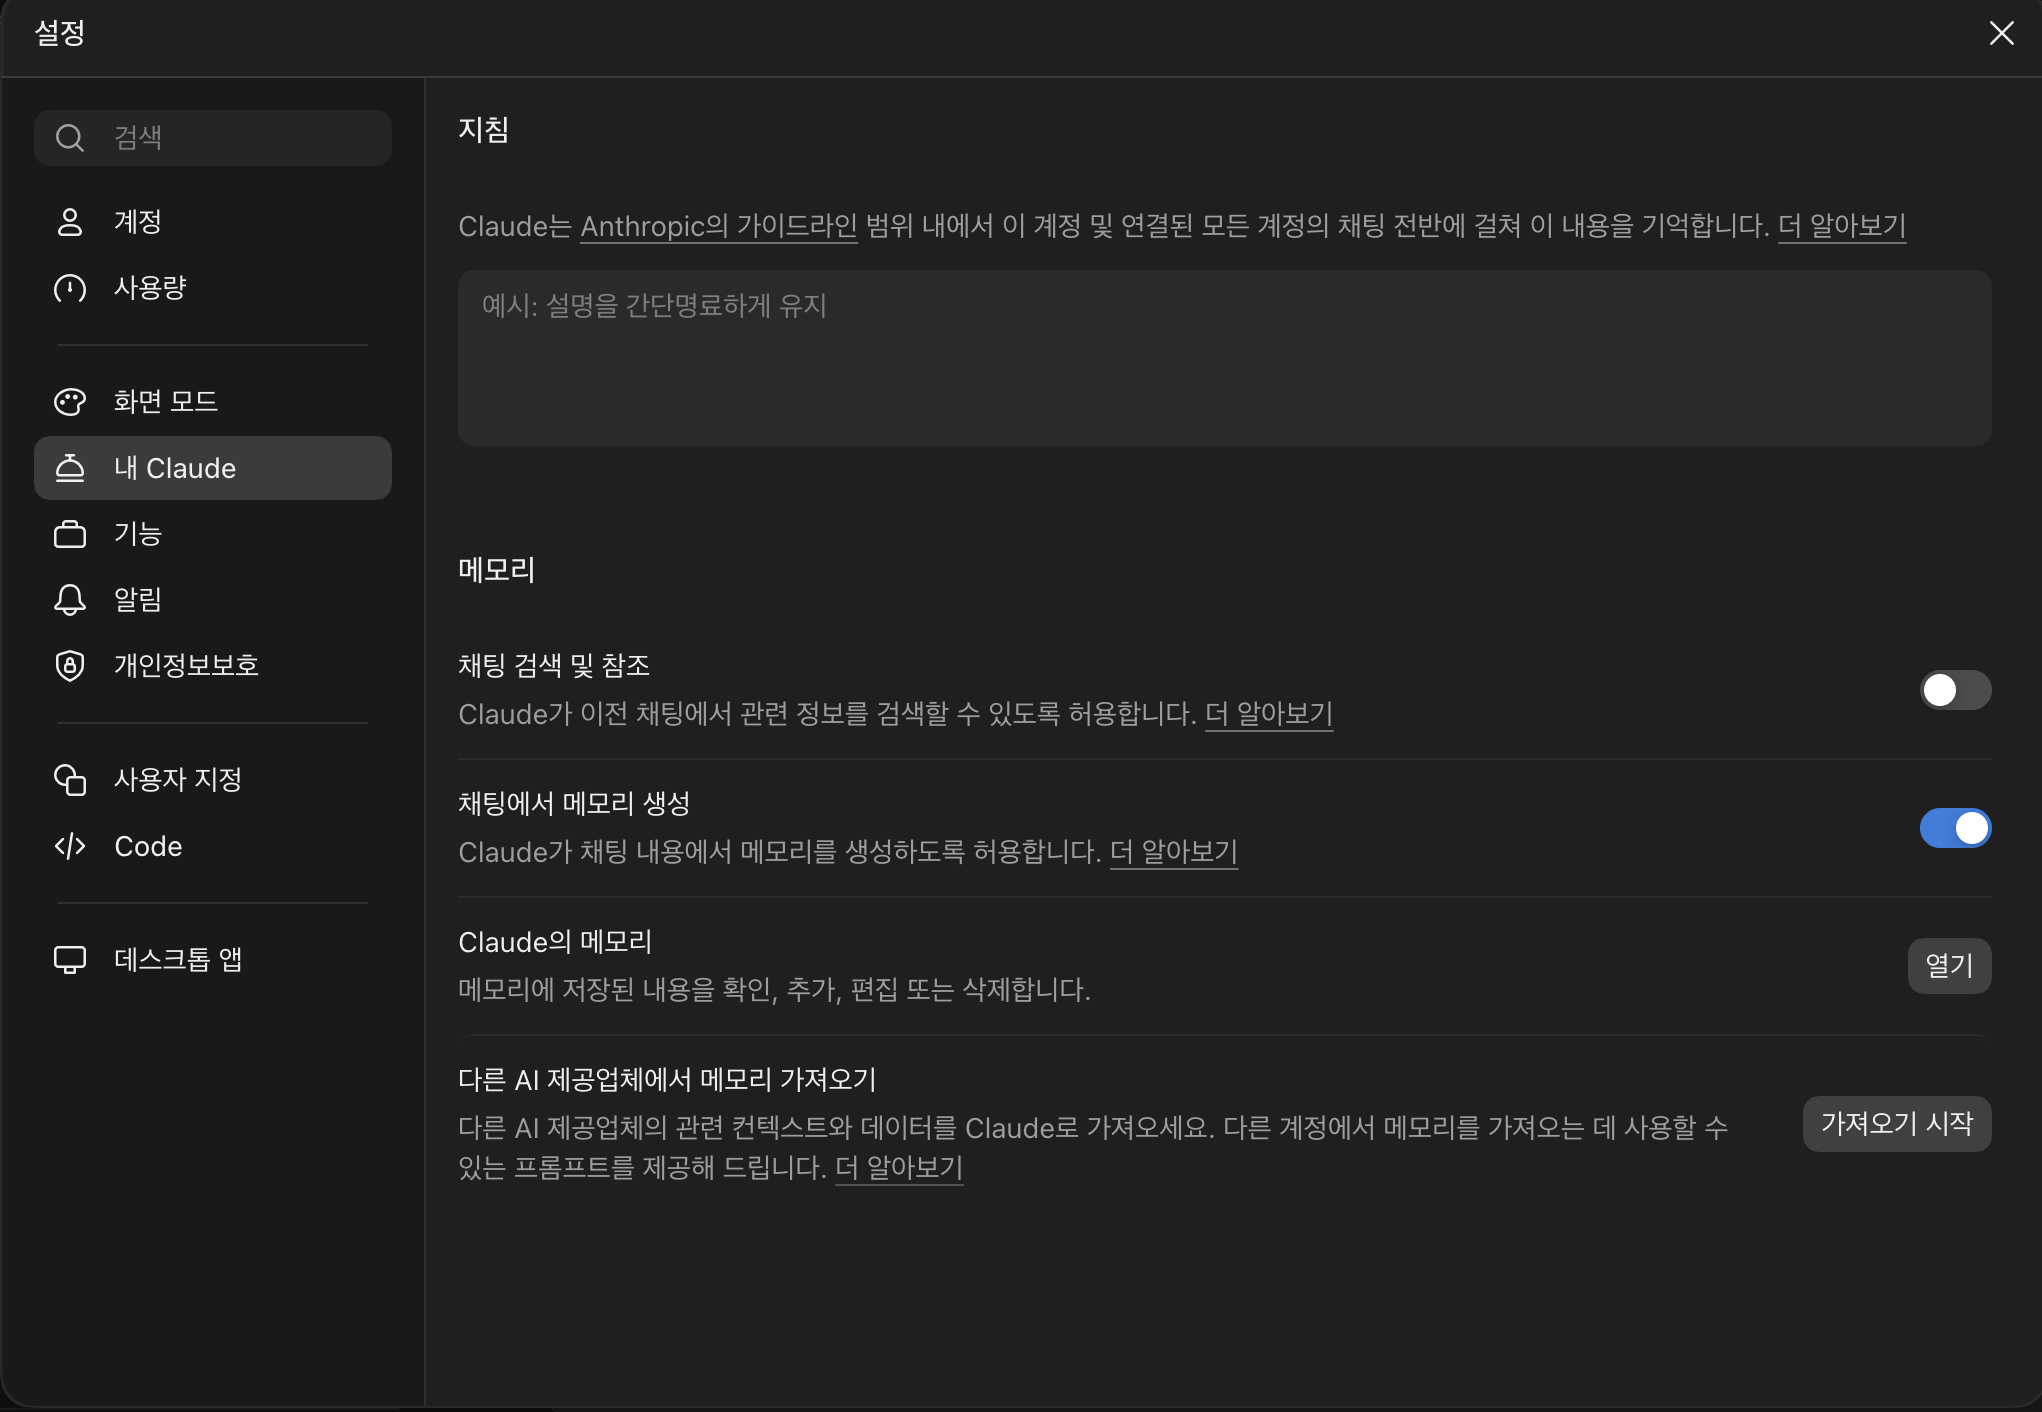 설정
검색
계정
사용량
화면 모드
내 Claude
기능
알림
개인정보보호
사용자 지정
Code
데스크톱 앱
지침
Claude는 Anthropic의 가이드라인 범위 내에서 이 계정 및 연결된 모든 계정의 채팅 전반에 걸쳐 이 내용을 기억합니다. 더 알아보기
예시: 설명을 간단명료하게 유지
메모리
채팅 검색 및 참조
Claude가 이전 채팅에서 관련 정보를 검색할 수 있도록 허용합니다. 더 알아보기
채팅에서 메모리 생성
Claude가 채팅 내용에서 메모리를 생성하도록 허용합니다. 더 알아보기
Claude의 메모리
메모리에 저장된 내용을 확인, 추가, 편집 또는 삭제합니다.
열기
다른 AI 제공업체에서 메모리 가져오기
다른 AI 제공업체의 관련 컨텍스트와 데이터를 Claude로 가져오세요. 다른 계정에서 메모리를 가져오는 데 사용할 수
있는 프롬프트를 제공해 드립니다. 더 알아보기
가져오기 시작